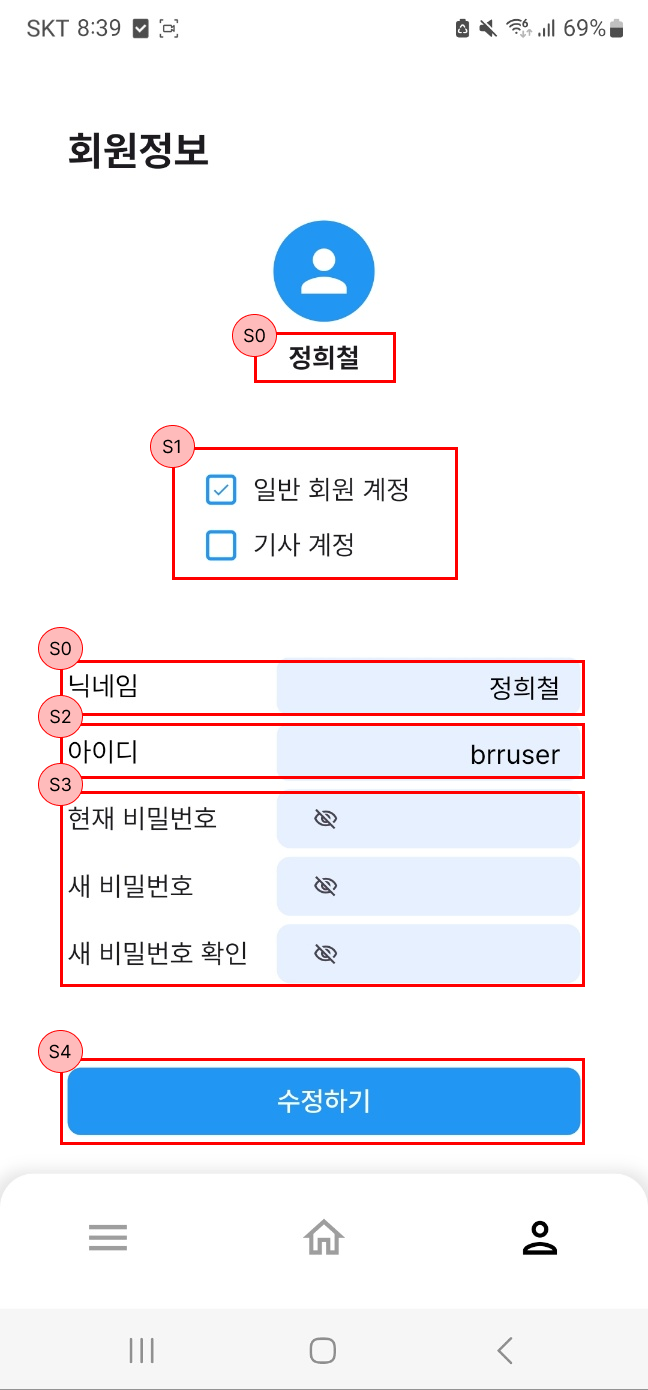 SKT 8:39 69%
회원정보
S0
정희철
S1
일반 회원 계정
기사 계정
S0
닉네임 정희철
S2
아이디 brruser
S3
현재 비밀번호
새 비밀번호
새 비밀번호 확인
S4
수정하기